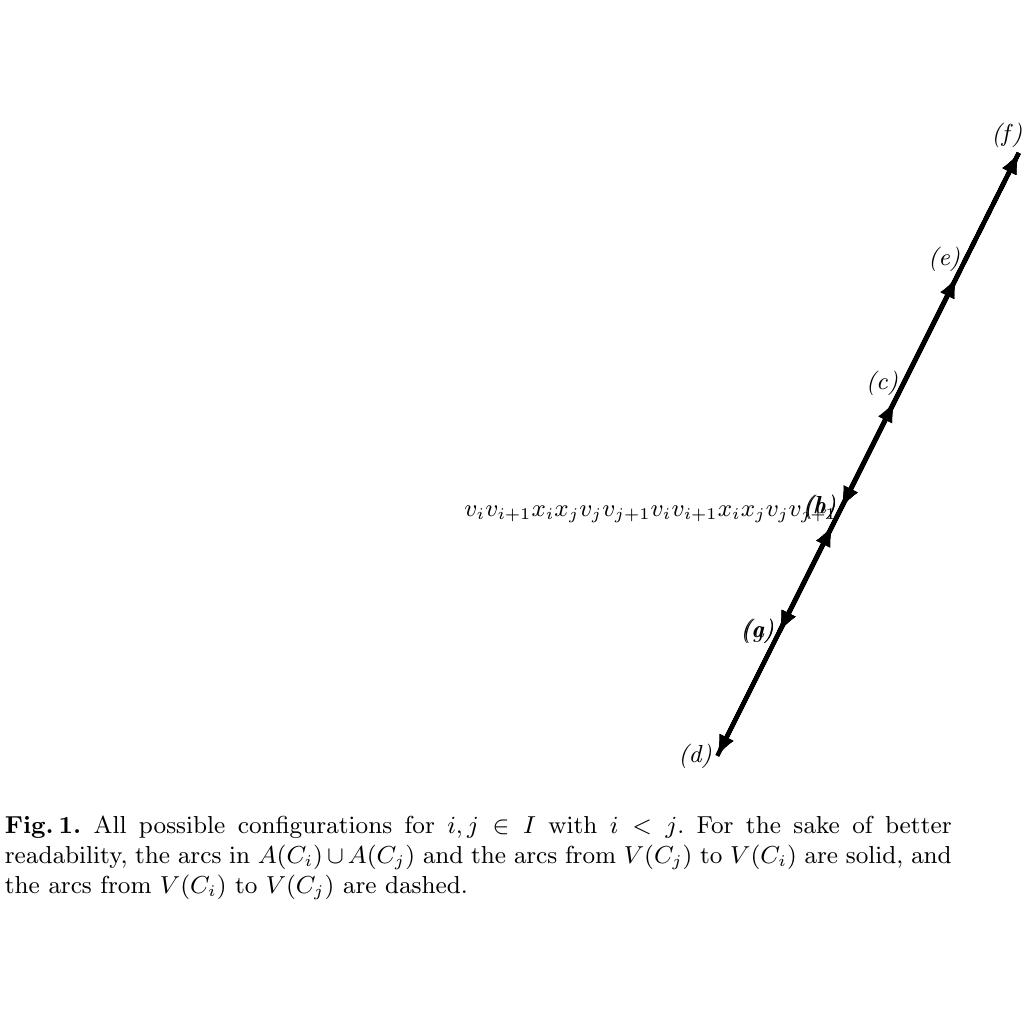 (f)
(e)
(c)
v_i v_{i+1} x_i x_j v_j v_{j+1} v_i v_{i+1} x_i x_j v_j v_{j+1}
(d)
Fig. 1. All possible configurations for i, j ∈ I with i < j. For the sake of better
readability, the arcs in A(C_i) ∪ A(C_j) and the arcs from V(C_j) to V(C_i) are solid, and
the arcs from V(C_i) to V(C_j) are dashed.